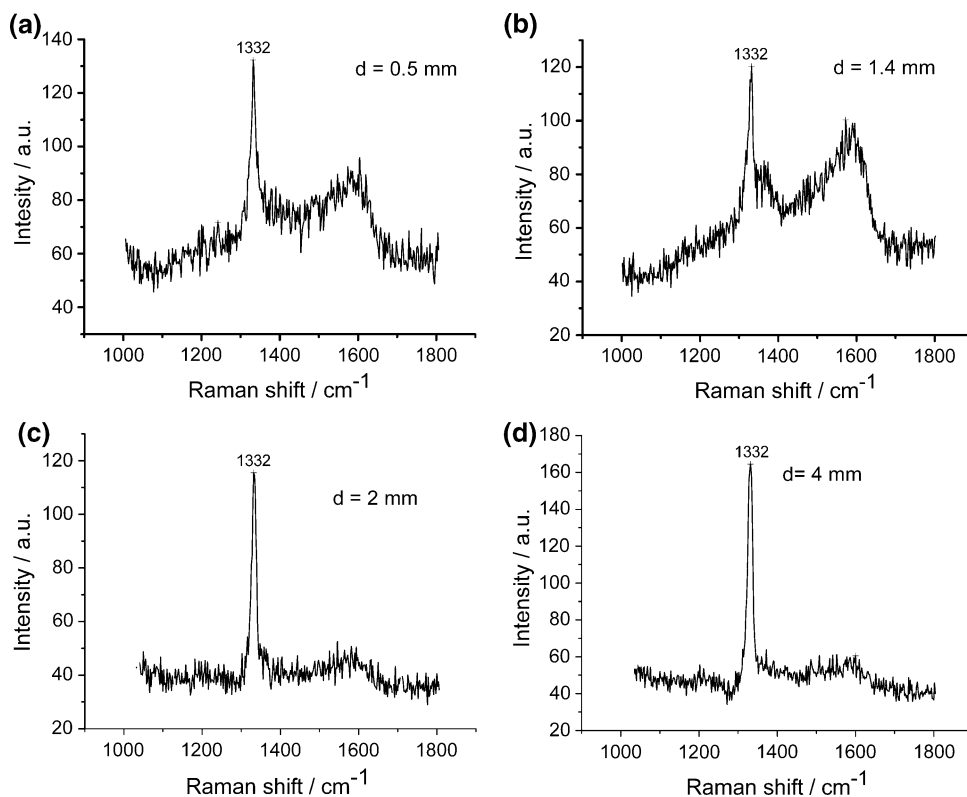 (a)
140
120
100
80
60
40
1000 1200 1400 1600 1800
Intesity / a.u.
Raman shift / cm-1
1332
d = 0.5 mm
(b)
120
100
80
60
40
20
1000 1200 1400 1600 1800
Intensity / a.u.
Raman shift / cm-1
1332
d = 1.4 mm
(c)
120
100
80
60
40
20
1000 1200 1400 1600 1800
Intensity / a.u.
Raman shift / cm-1
1332
d = 2 mm
(d)
180
160
140
120
100
80
60
40
20
1000 1200 1400 1600 1800
Intensity / a.u.
Raman shift / cm-1
1332
d= 4 mm